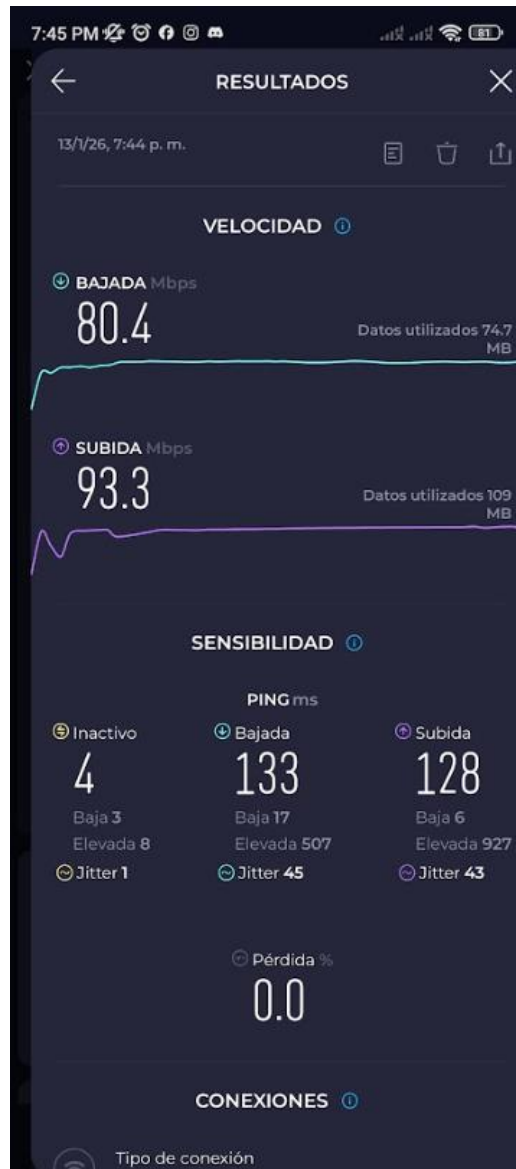 7:45 PM
81
RESULTADOS
13/1/26, 7:44 p. m.
VELOCIDAD
BAJADA Mbps
80.4
Datos utilizados 74.7
MB
SUBIDA Mbps
93.3
Datos utilizados 109
MB
SENSIBILIDAD
PING ms
Inactivo Bajada Subida
4 133 128
Baja 3 Baja 17 Baja 6
Elevada 8 Elevada 507 Elevada 927
Jitter 1 Jitter 45 Jitter 43
Pérdida %
0.0
CONEXIONES
Tipo de conexión